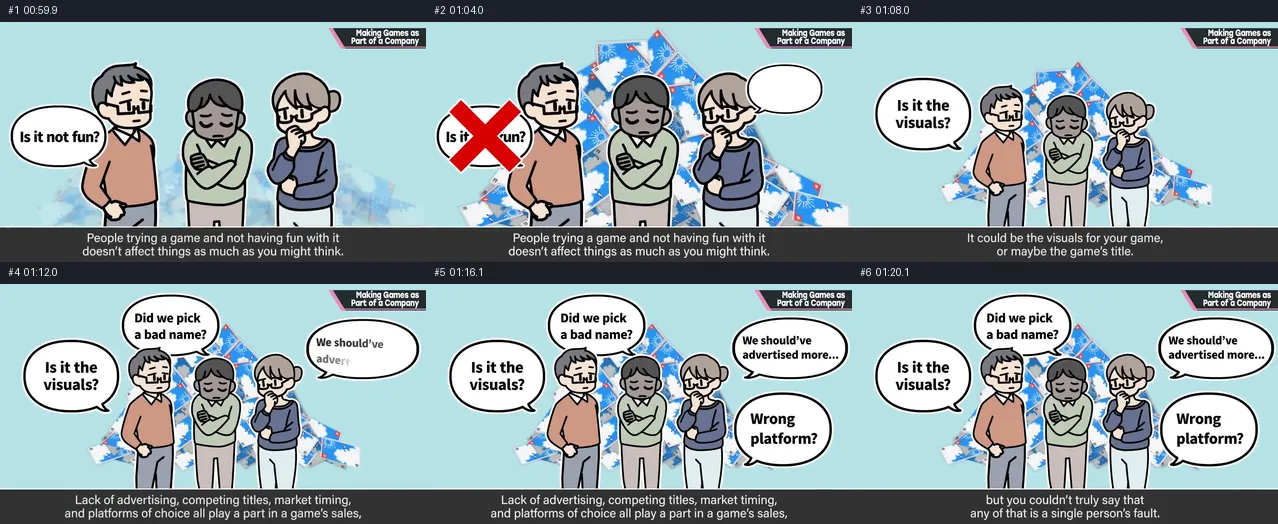 #1 00:59.9
Making Games as
Part of a Company
Is it not fun?
People trying a game and not having fun with it
doesn't affect things as much as you might think.
#2 01:04.0
Making Games as
Part of a Company
Is it un?
People trying a game and not having fun with it
doesn't affect things as much as you might think.
#3 01:08.0
Making Games as
Part of a Company
Is it the
visuals?
It could be the visuals for your game,
or maybe the game's title.
#4 01:12.0
Making Games as
Part of a Company
Did we pick
a bad name?
We should've
advert
Is it the
visuals?
Lack of advertising, competing titles, market timing,
and platforms of choice all play a part in a game's sales,
#5 01:16.1
Making Games as
Part of a Company
Did we pick
a bad name?
We should've
advertised more...
Is it the
visuals?
Wrong
platform?
Lack of advertising, competing titles, market timing,
and platforms of choice all play a part in a game's sales,
#6 01:20.1
Making Games as
Part of a Company
Did we pick
a bad name?
We should've
advertised more...
Is it the
visuals?
Wrong
platform?
but you couldn't truly say that
any of that is a single person's fault.